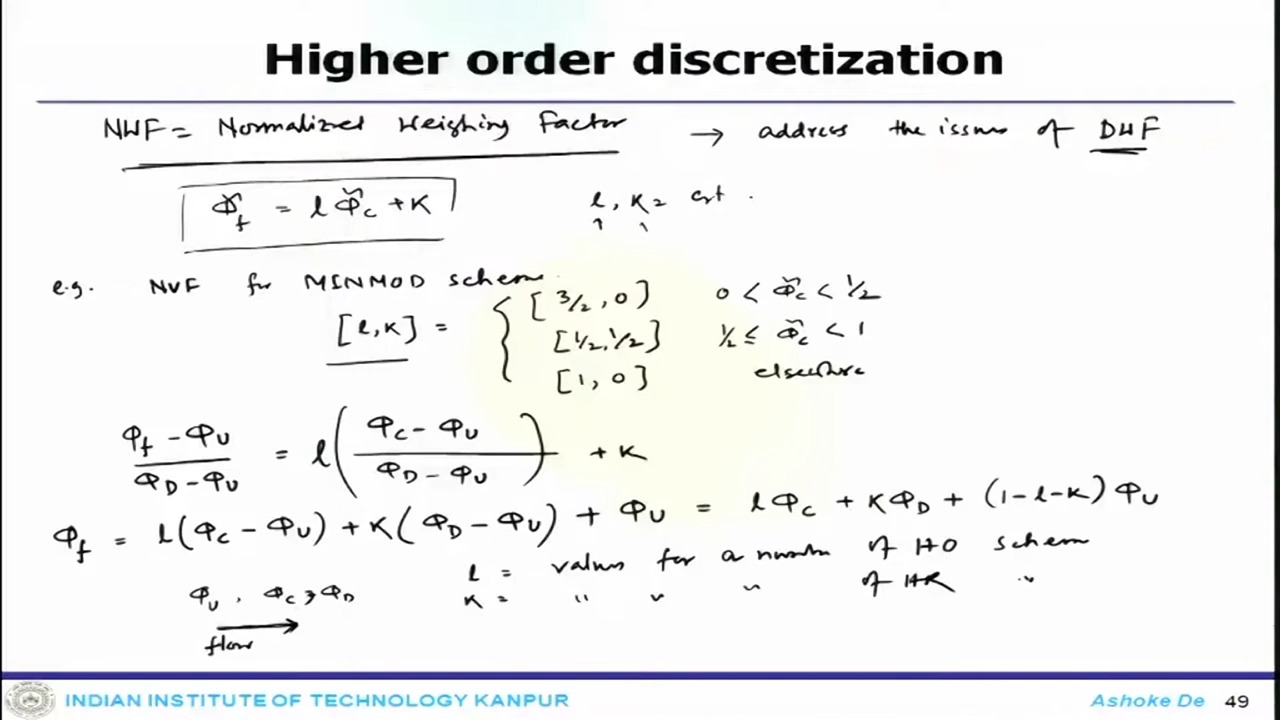 Higher order discretization
NWF = Normalized Weighing Factor → address the issues of DWF
Φ̃f = l Φ̃c + K l, K = cst.
e.g. NVF for MINMOD scheme.
[l, K] = { [3/2, 0] 0 < Φ̃c < 1/2
[1/2, 1/2] 1/2 ≤ Φ̃c < 1
[1, 0] elsewhere
(Φf - ΦU)/(ΦD - ΦU) = l((ΦC - ΦU)/(ΦD - ΦU)) + K
Φf = l(ΦC - ΦU) + K(ΦD - ΦU) + ΦU = lΦC + KΦD + (1-l-K)ΦU
l = values for a number of HO scheme
ΦU, ΦC, ΦD K = " " " of HR "
flow
INDIAN INSTITUTE OF TECHNOLOGY KANPUR Ashoke De 49